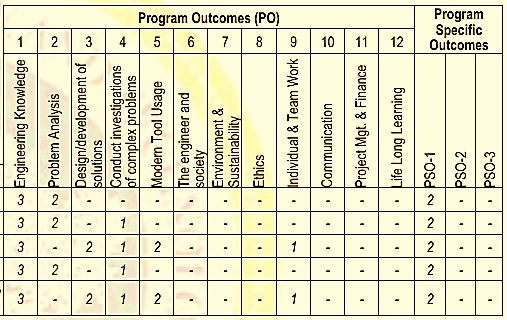 Program Outcomes (PO)
Program
Specific
Outcomes
1 2 3 4 5 6 7 8 9 10 11 12
Engineering Knowledge
Problem Analysis
Design/development of
solutions
Conduct investigations
of complex problems
Modern Tool Usage
The engineer and
society
Environment &
Sustainability
Ethics
Individual & Team Work
Communication
Project Mgt. & Finance
Life Long Learning
PSO-1
PSO-2
PSO-3
3 2 - - - - - - - - - - 2 - -
3 2 - 1 - - - - - - - - 2 - -
3 - 2 1 2 - - - 1 - - - 2 - -
3 2 - 1 - - - - - - - - 2 - -
3 - 2 1 2 - - - 1 - - - 2 - -